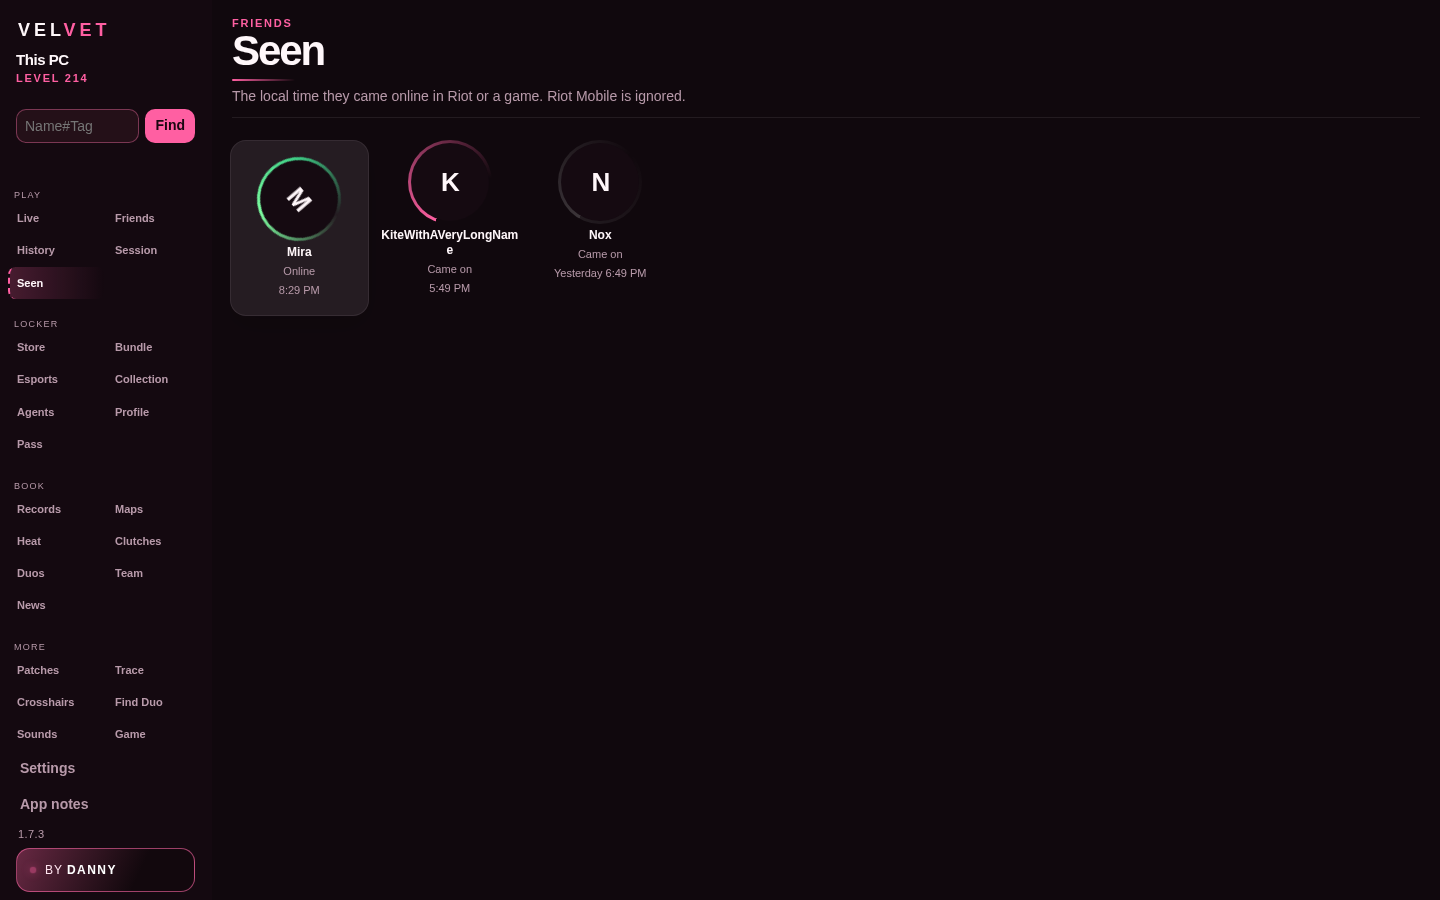 VELVET
This PC
LEVEL 214
Name#Tag
Find
PLAY
Live
Friends
History
Session
Seen
LOCKER
Store
Bundle
Esports
Collection
Agents
Profile
Pass
BOOK
Records
Maps
Heat
Clutches
Duos
Team
News
MORE
Patches
Trace
Crosshairs
Find Duo
Sounds
Game
Settings
App notes
1.7.3
BY DANNY
FRIENDS
Seen
The local time they came online in Riot or a game. Riot Mobile is ignored.
M
Mira
Online
8:29 PM
K
KiteWithAVeryLongNam
e
Came on
5:49 PM
N
Nox
Came on
Yesterday 6:49 PM